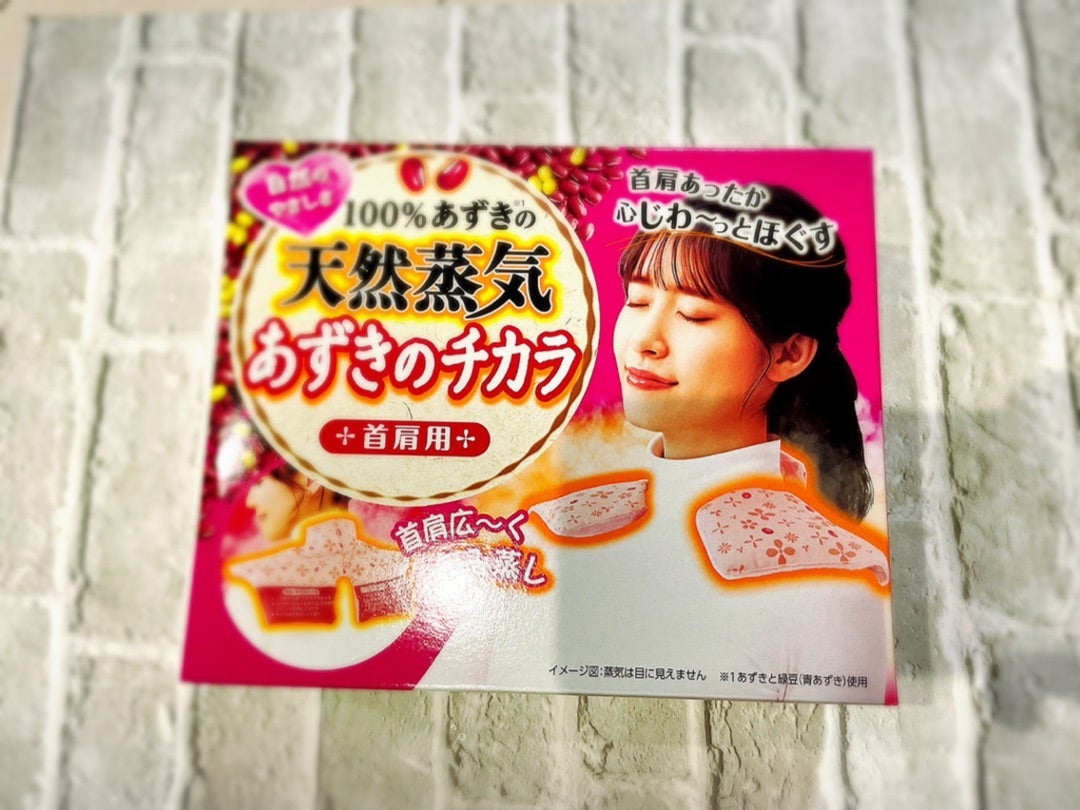 自然の
やさしさ
100%あずきの※1
天然蒸気
あずきのチカラ
首肩用
首肩あったか
心じわ〜っとほぐす
首肩広〜く
蒸し
イメージ図:蒸気は目に見えません ※1あずきと緑豆(青あずき)使用